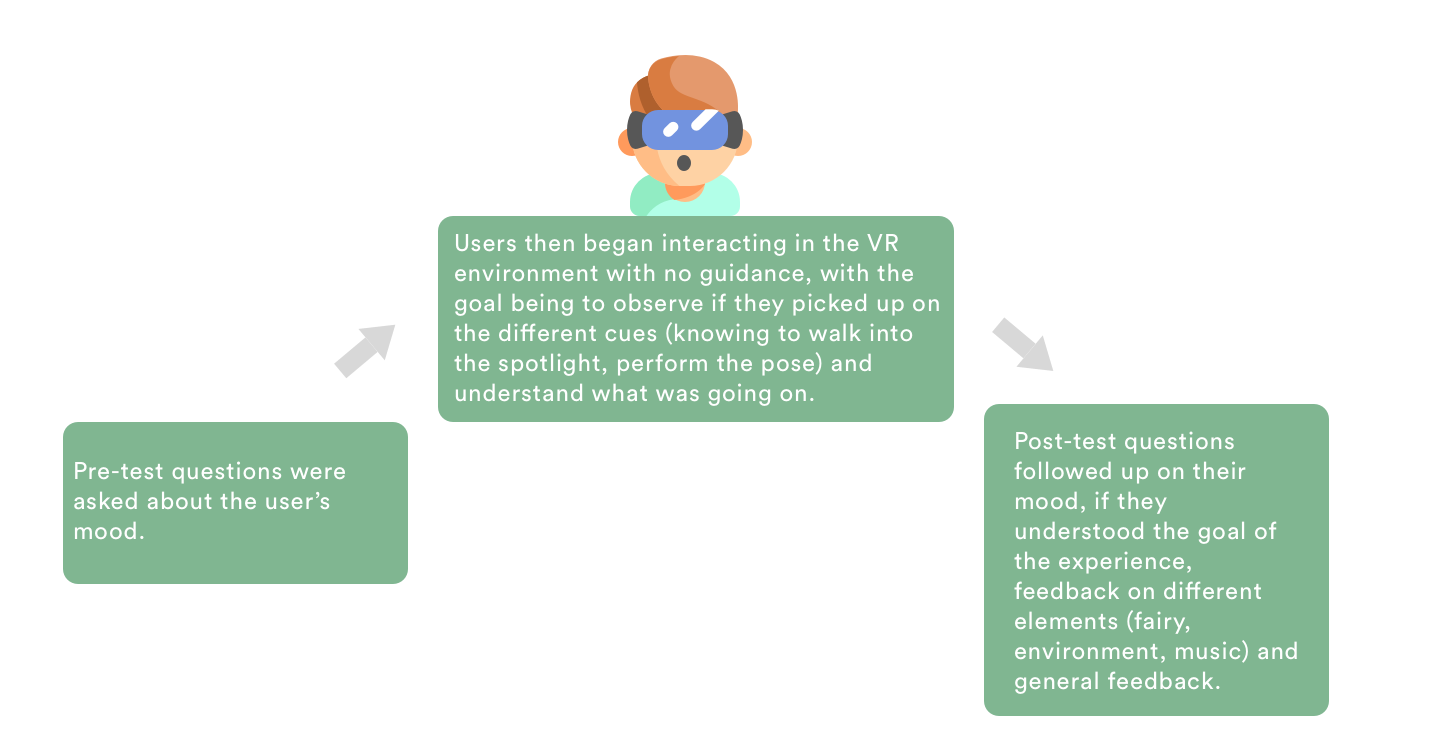 Pre-test questions were
asked about the user’s
mood.
Users then began interacting in the VR
environment with no guidance, with the
goal being to observe if they picked up on
the different cues (knowing to walk into
the spotlight, perform the pose) and
understand what was going on.
Post-test questions
followed up on their
mood, if they
understood the goal of
the experience,
feedback on different
elements (fairy,
environment, music) and
general feedback.